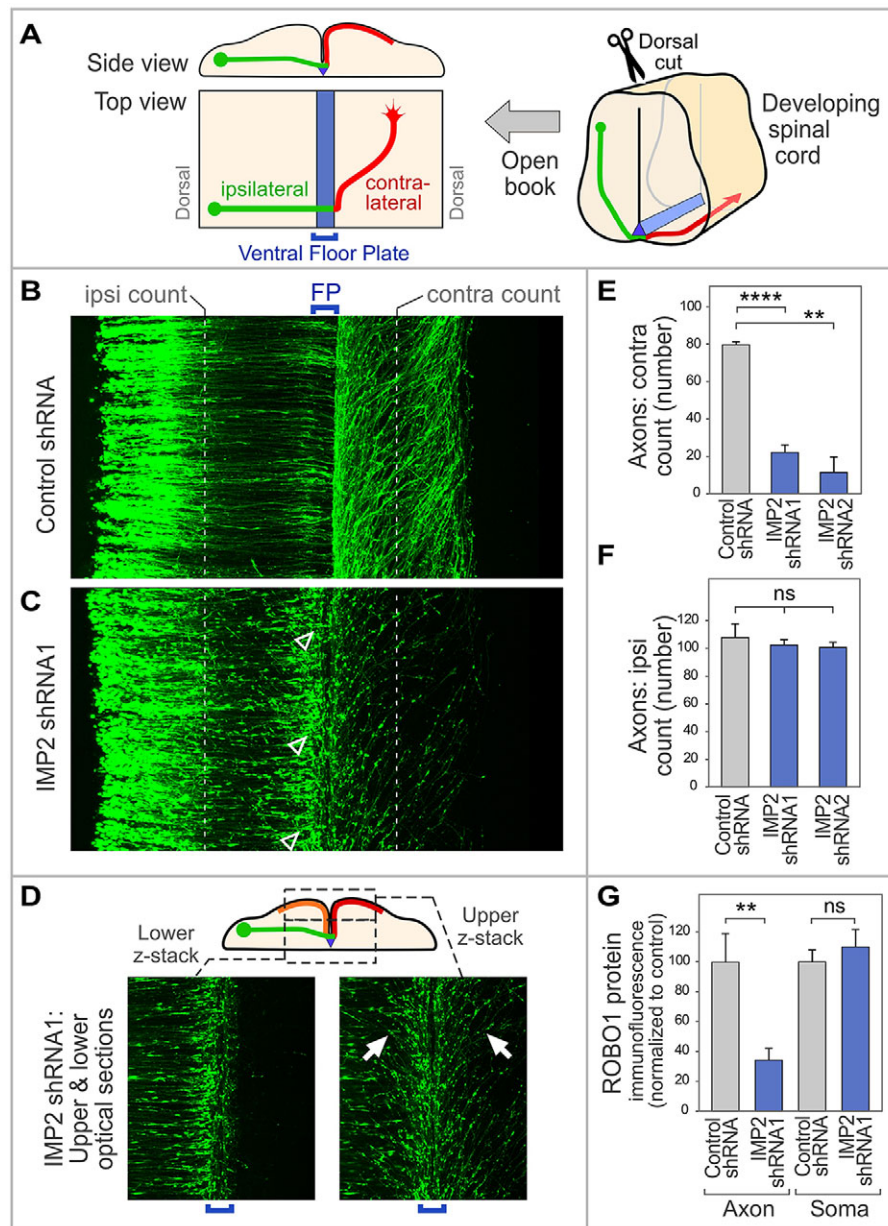 A
Side view
Top view
Dorsal
ipsilateral
contra-
lateral
Dorsal
Ventral Floor Plate
Open
book
Dorsal
cut
Developing
spinal
cord
B
ipsi count
FP
contra count
Control shRNA
C
IMP2 shRNA1
D
Lower
z-stack
Upper
z-stack
IMP2 shRNA1:
Upper & lower
optical sections
E
Axons: contra
count (number)
100
80
60
40
20
0
****
**
Control
shRNA
IMP2
shRNA1
IMP2
shRNA2
F
Axons: ipsi
count (number)
120
100
80
60
40
20
0
ns
Control
shRNA
IMP2
shRNA1
IMP2
shRNA2
G
ROBO1 protein
immunofluorescence
(normalized to control)
120
100
80
60
40
20
0
**
ns
Control
shRNA
IMP2
shRNA1
Control
shRNA
IMP2
shRNA1
Axon
Soma